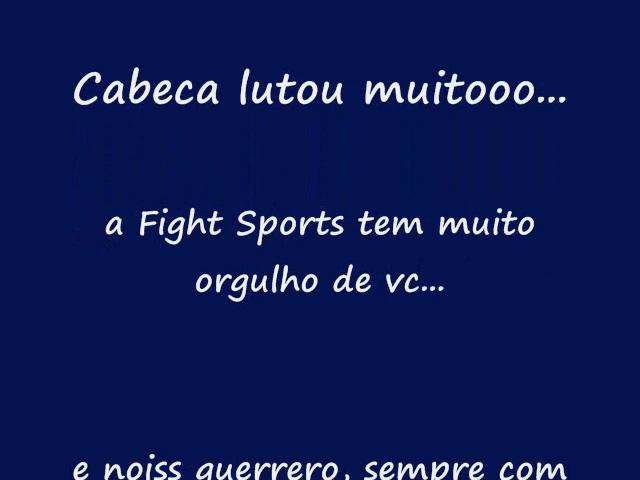 Cabeca lutou muitooo...
a Fight Sports tem muito
orgulho de vc...
e noiss guerrero, sempre com